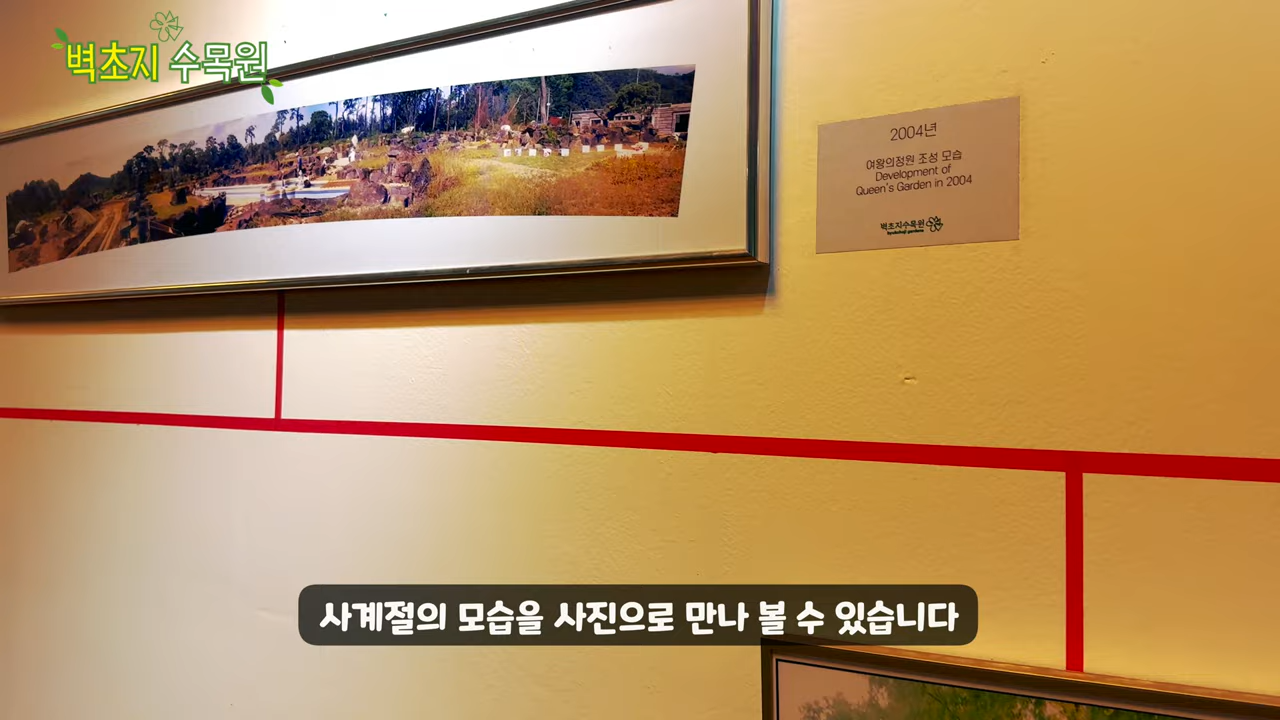 벽초지 수목원
2004년
여왕의정원 조성 모습
Development of
Queen's Garden in 2004
벽초지수목원
사계절의 모습을 사진으로 만나 볼 수 있습니다